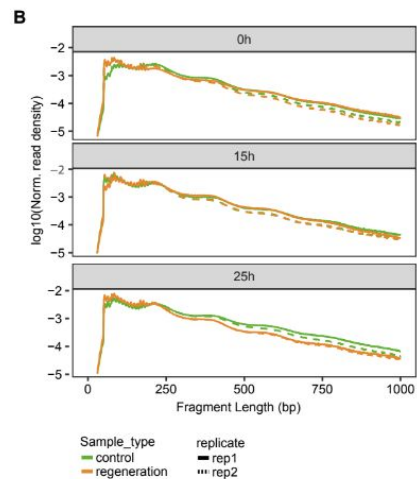 B
0h
−2
−3
−4
−5
15h
−2
−3
−4
−5
25h
−2
−3
−4
−5
log10(Norm. read density)
0 250 500 750 1000
Fragment Length (bp)
Sample_type replicate
control rep1
regeneration rep2